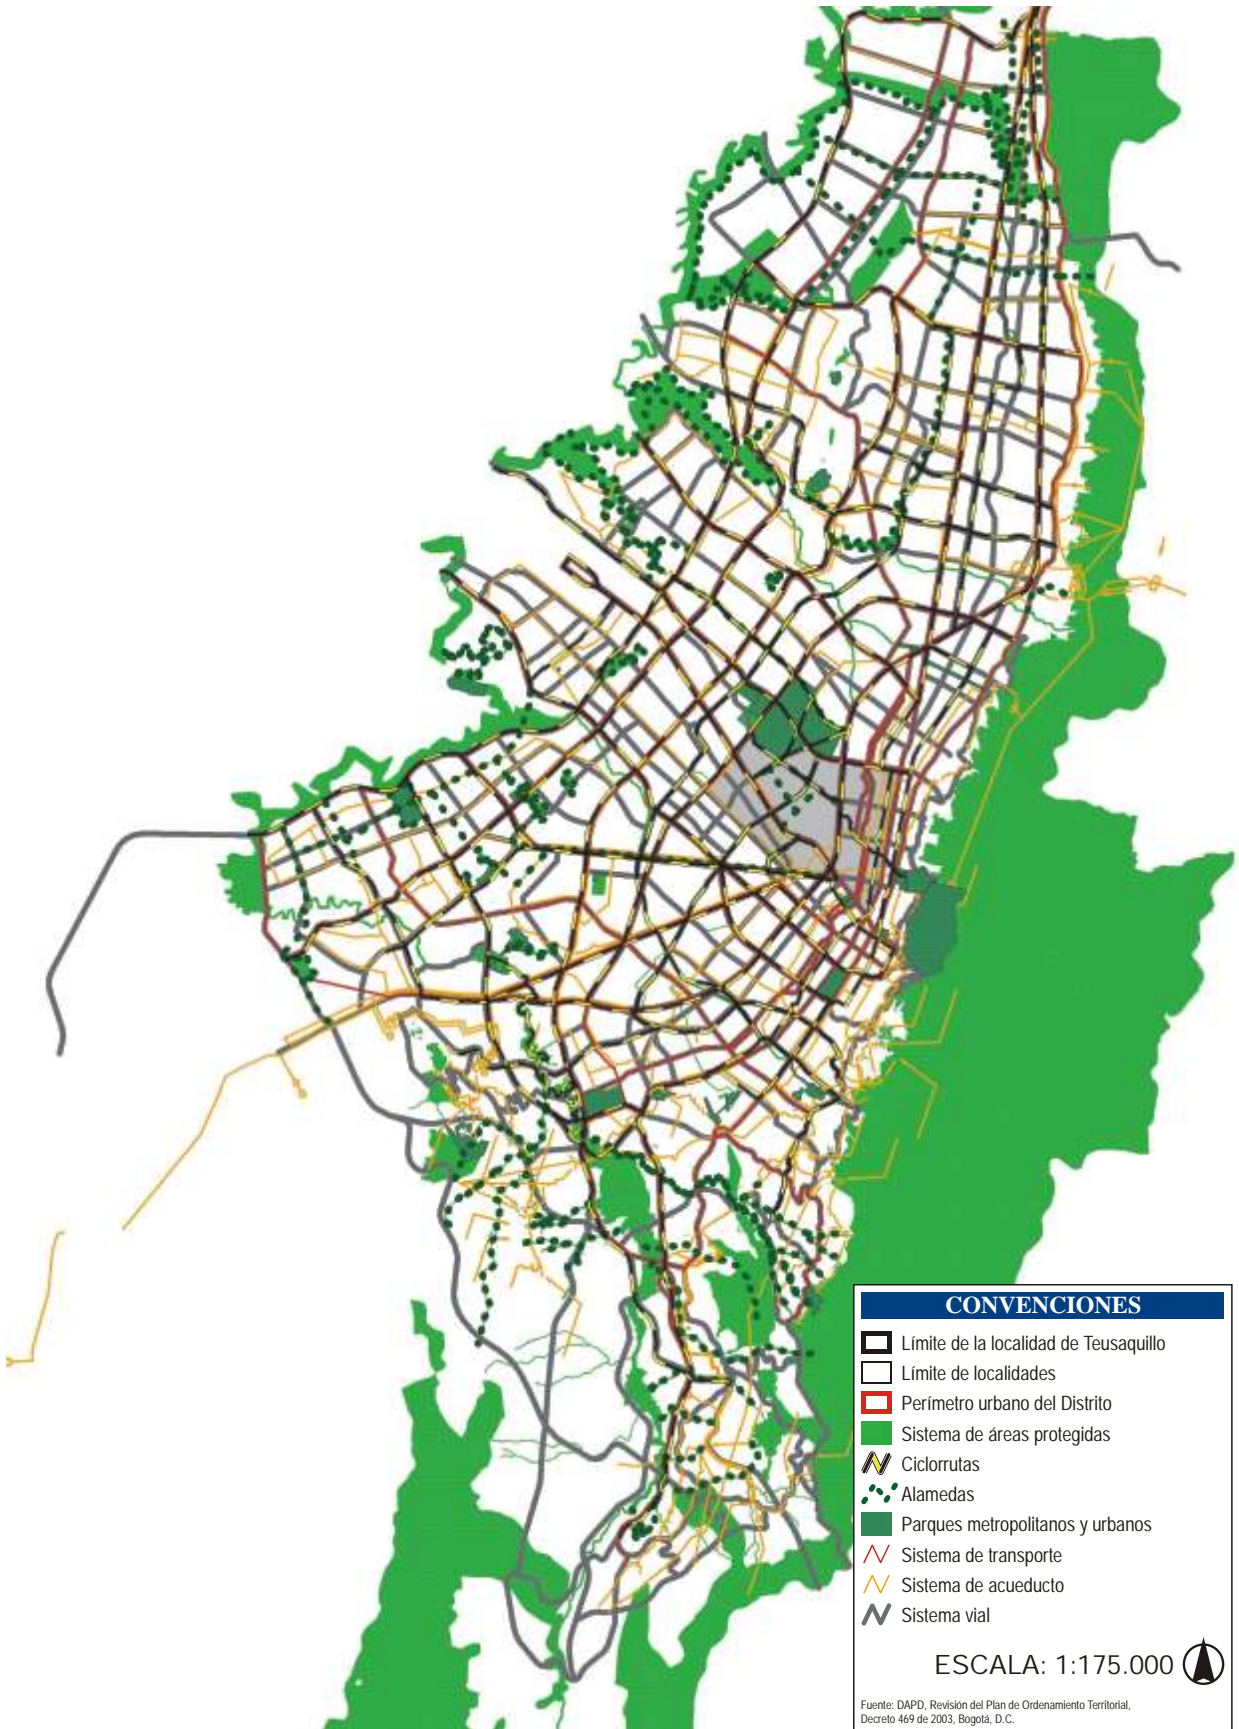 CONVENCIONES
Límite de la localidad de Teusaquillo
Límite de localidades
Perímetro urbano del Distrito
Sistema de áreas protegidas
Ciclorrutas
Alamedas
Parques metropolitanos y urbanos
Sistema de transporte
Sistema de acueducto
Sistema vial
ESCALA: 1:175.000
Fuente: DAPD, Revisión del Plan de Ordenamiento Territorial,
Decreto 469 de 2003, Bogotá, D.C.